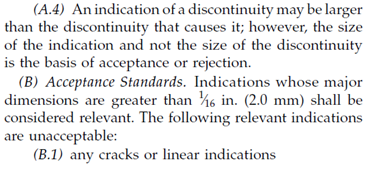 (A.4) An indication of a discontinuity may be larger
than the discontinuity that causes it; however, the size
of the indication and not the size of the discontinuity
is the basis of acceptance or rejection.
(B) Acceptance Standards. Indications whose major
dimensions are greater than 1⁄16 in. (2.0 mm) shall be
considered relevant. The following relevant indications
are unacceptable:
(B.1) any cracks or linear indications